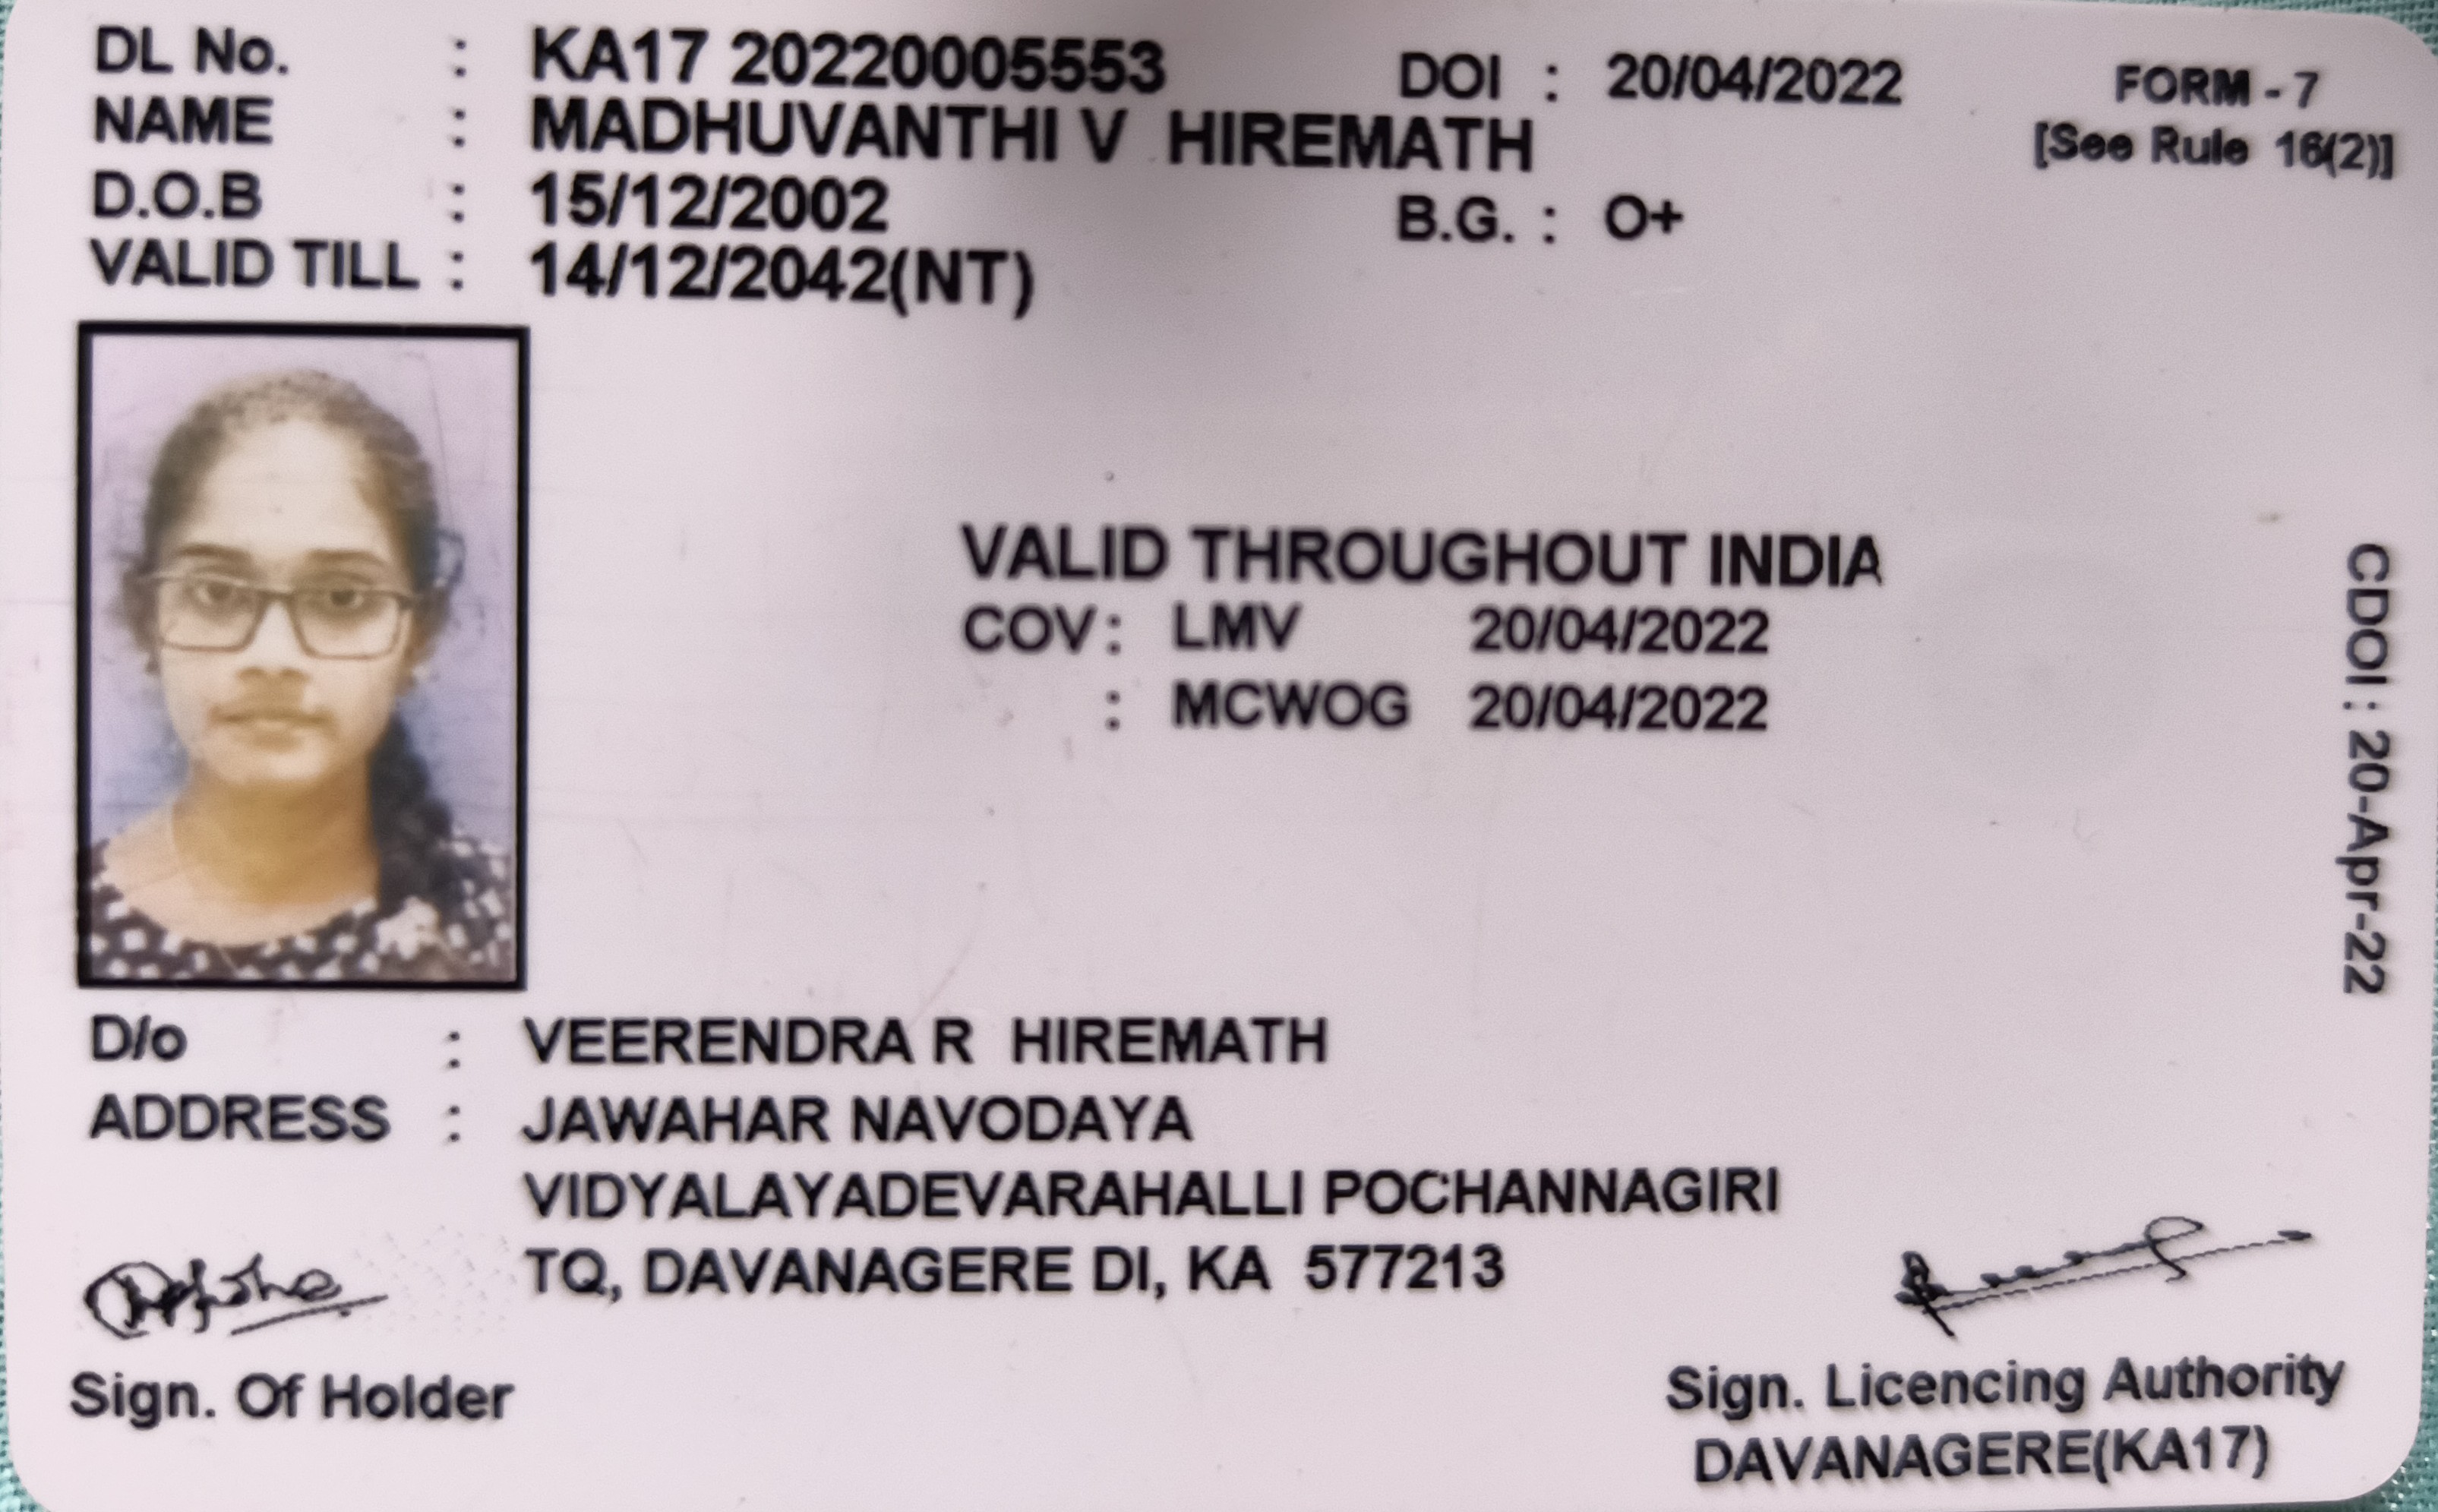 DL No. : KA17 20220005553 DOI : 20/04/2022 FORM - 7
NAME : MADHUVANTHI V HIREMATH [See Rule 16(2)]
D.O.B : 15/12/2002 B.G. : O+
VALID TILL : 14/12/2042(NT)
VALID THROUGHOUT INDIA
COV : LMV 20/04/2022
: MCWOG 20/04/2022
CDOI : 20-Apr-22
D/o : VEERENDRA R HIREMATH
ADDRESS : JAWAHAR NAVODAYA
VIDYALAYADEVARAHALLI POCHANNAGIRI
TQ, DAVANAGERE DI, KA 577213
Sign. Of Holder
Sign. Licencing Authority
DAVANAGERE(KA17)